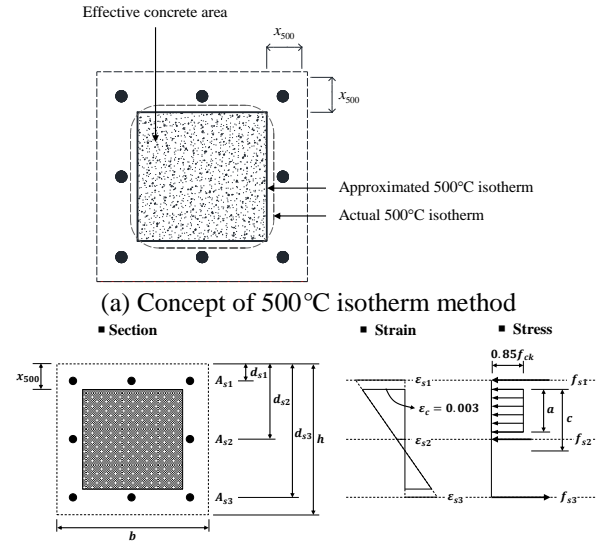 Effective concrete area
x500
x500
Approximated 500°C isotherm
Actual 500°C isotherm
(a) Concept of 500℃ isotherm method
■ Section
■ Strain
■ Stress
x500
As1
As2
As3
ds1
ds2
ds3
h
b
εs1
εc = 0.003
εs2
εs3
0.85fck
a
c
fs1
fs2
fs3